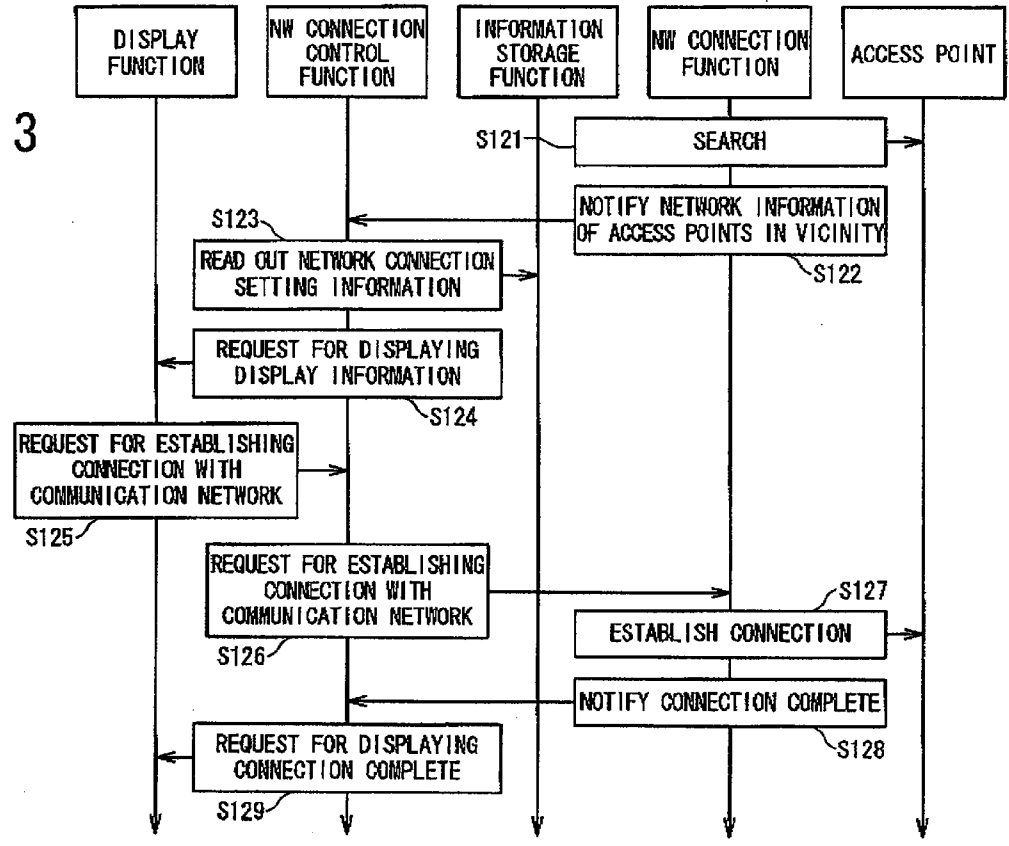 DISPLAY
FUNCTION
NW CONNECTION
CONTROL
FUNCTION
INFORMATION
STORAGE
FUNCTION
NW CONNECTION
FUNCTION
ACCESS POINT
3
S121
SEARCH
NOTIFY NETWORK INFORMATION
OF ACCESS POINTS IN VICINITY
S122
S123
READ OUT NETWORK CONNECTION
SETTING INFORMATION
REQUEST FOR DISPLAYING
DISPLAY INFORMATION
S124
REQUEST FOR ESTABLISHING
CONNECTION WITH
COMMUNICATION NETWORK
S125
REQUEST FOR ESTABLISHING
CONNECTION WITH
COMMUNICATION NETWORK
S126
S127
ESTABLISH CONNECTION
NOTIFY CONNECTION COMPLETE
S128
REQUEST FOR DISPLAYING
CONNECTION COMPLETE
S129